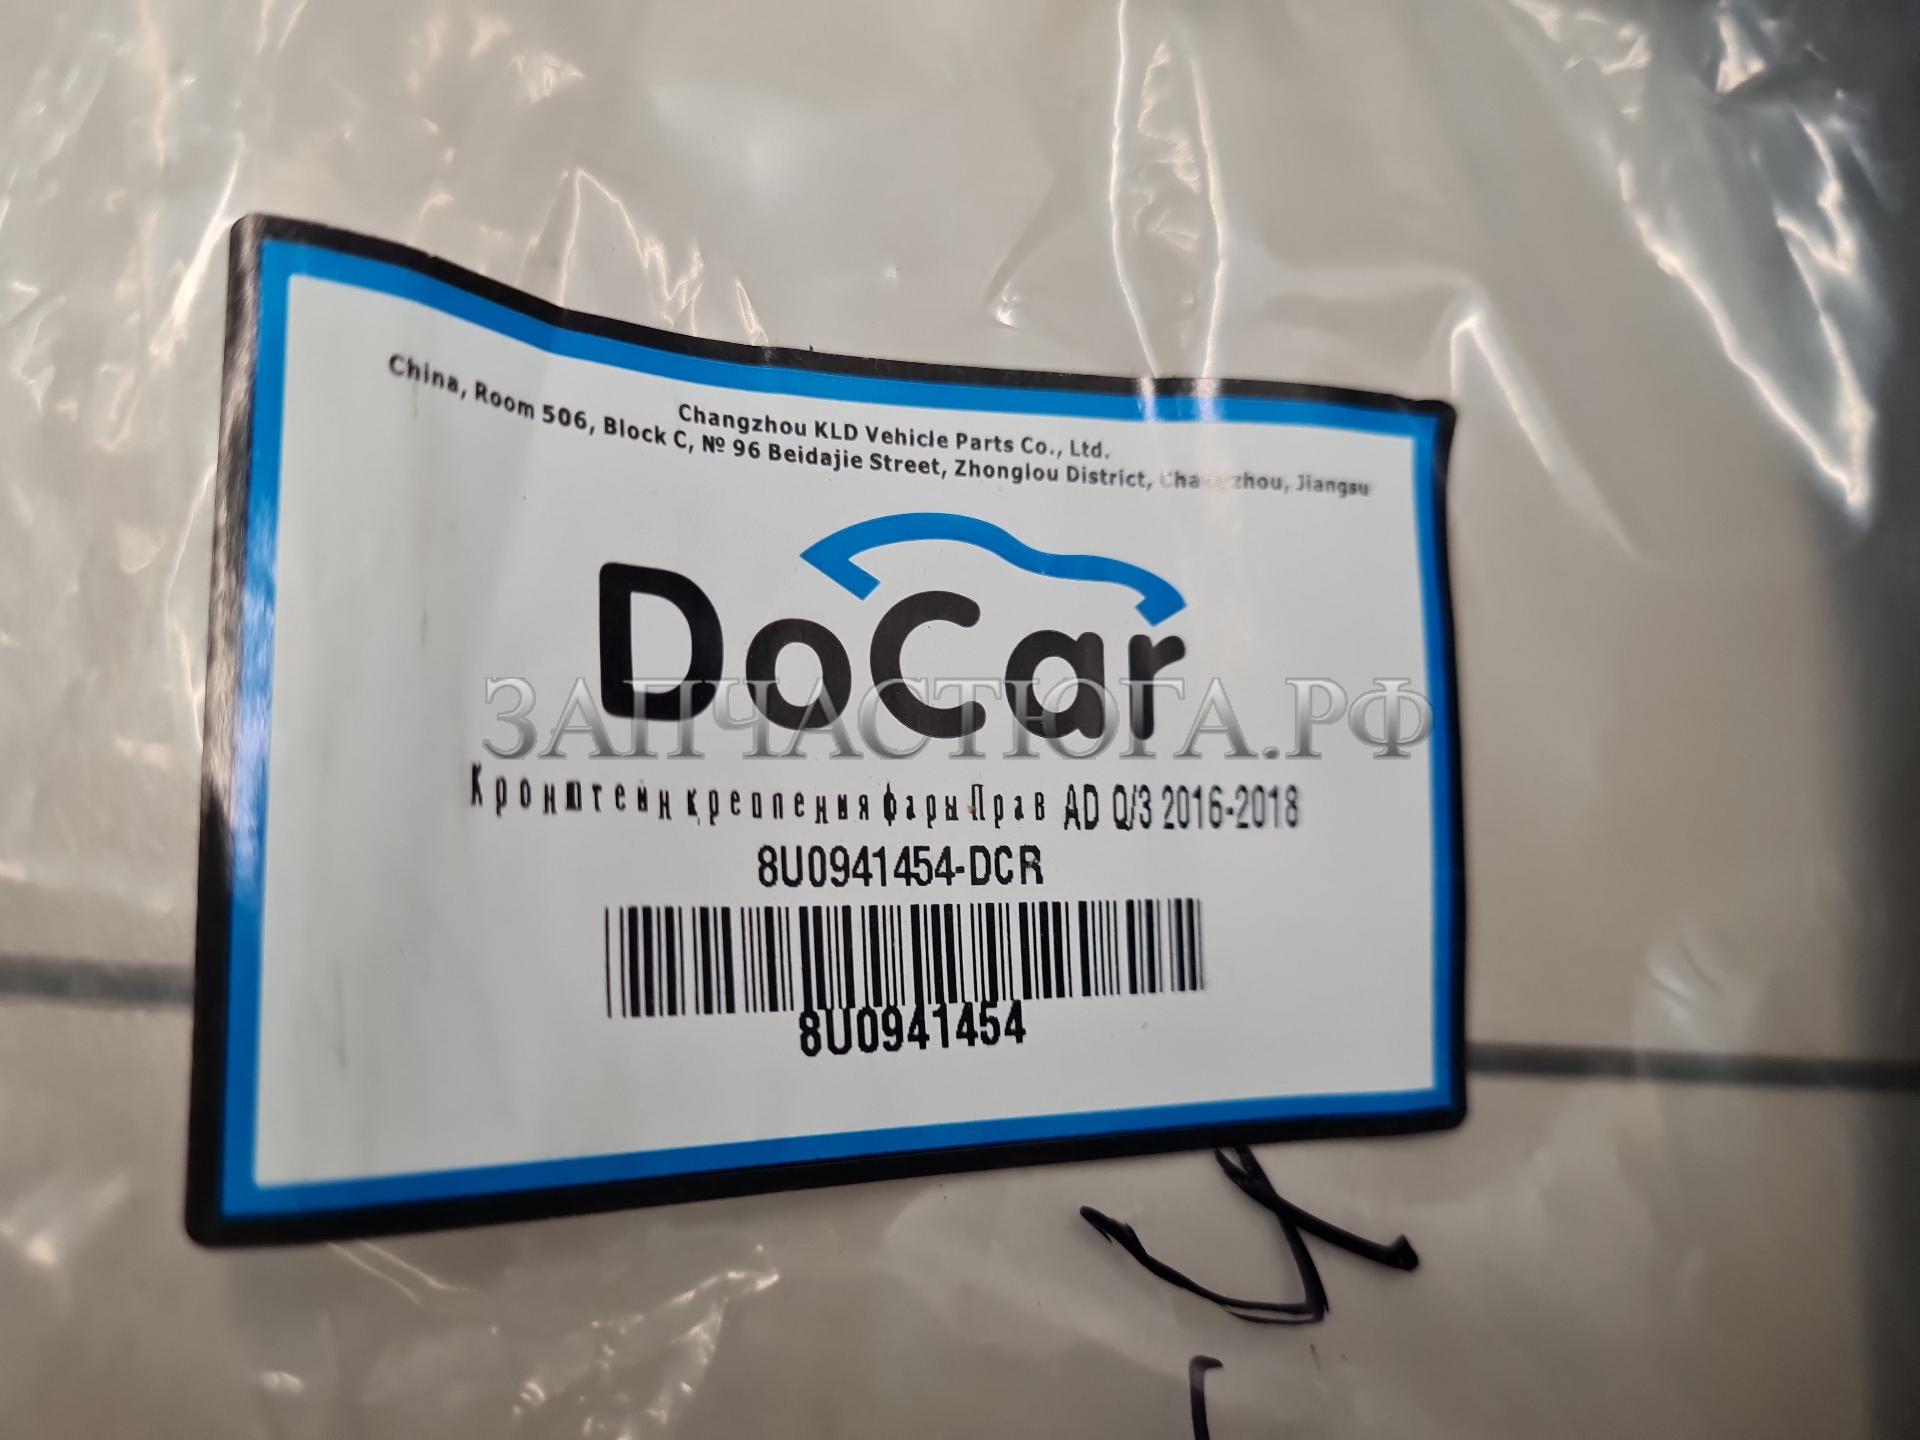 Changzhou KLD Vehicle Parts Co., Ltd.
China, Room 506, Block C, № 96 Beidajie Street, Zhonglou District, Changzhou, Jiangsu
DoCar
ЗАПЧАСТЮГА.РФ
Кронштейн крепления фары Прав AD Q/3 2016-2018
8U0941454-DCR
8U0941454